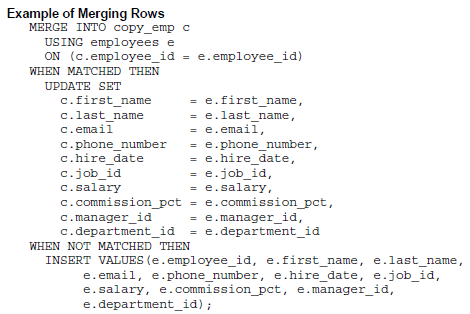 Example of Merging Rows
MERGE INTO copy_emp c
USING employees e
ON (c.employee_id = e.employee_id)
WHEN MATCHED THEN
UPDATE SET
c.first_name = e.first_name,
c.last_name = e.last_name,
c.email = e.email,
c.phone_number = e.phone_number,
c.hire_date = e.hire_date,
c.job_id = e.job_id,
c.salary = e.salary,
c.commission_pct = e.commission_pct,
c.manager_id = e.manager_id,
c.department_id = e.department_id
WHEN NOT MATCHED THEN
INSERT VALUES(e.employee_id, e.first_name, e.last_name,
e.email, e.phone_number, e.hire_date, e.job_id,
e.salary, e.commission_pct, e.manager_id,
e.department_id);